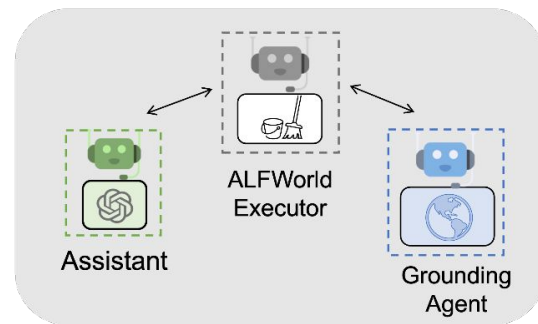 ALFWorld
Executor
Assistant
Grounding
Agent